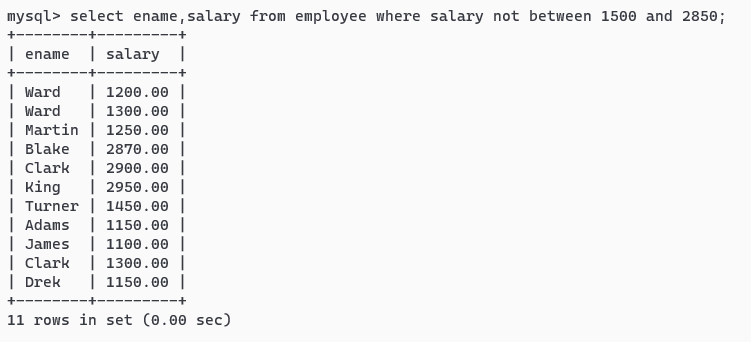 mysql> select ename,salary from employee where salary not between 1500 and 2850;
+--------+---------+
| ename  | salary  |
+--------+---------+
| Ward   | 1200.00 |
| Ward   | 1300.00 |
| Martin | 1250.00 |
| Blake  | 2870.00 |
| Clark  | 2900.00 |
| King   | 2950.00 |
| Turner | 1450.00 |
| Adams  | 1150.00 |
| James  | 1100.00 |
| Clark  | 1300.00 |
| Drek   | 1150.00 |
+--------+---------+
11 rows in set (0.00 sec)